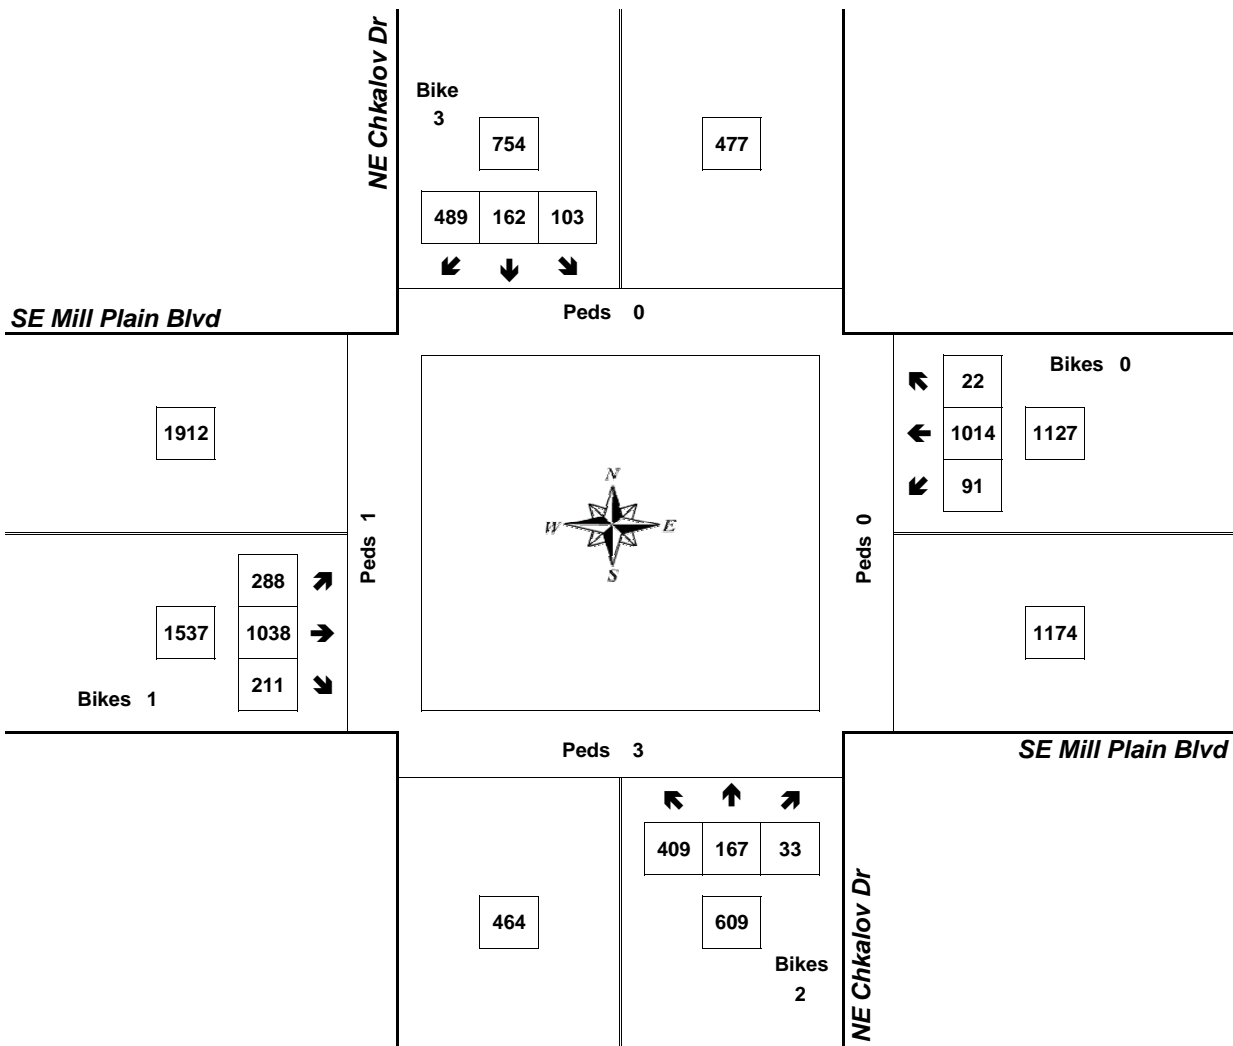 NE Chkalov Dr
Bike
3
754
477
489 162 103
SE Mill Plain Blvd
Peds 0
22
Bikes 0
1912
1014
1127
91
N
W
E
S
Peds 1
Peds 0
288
1537
1038
1174
211
Bikes 1
Peds 3
SE Mill Plain Blvd
409 167 33
464
609
Bikes
2
NE Chkalov Dr